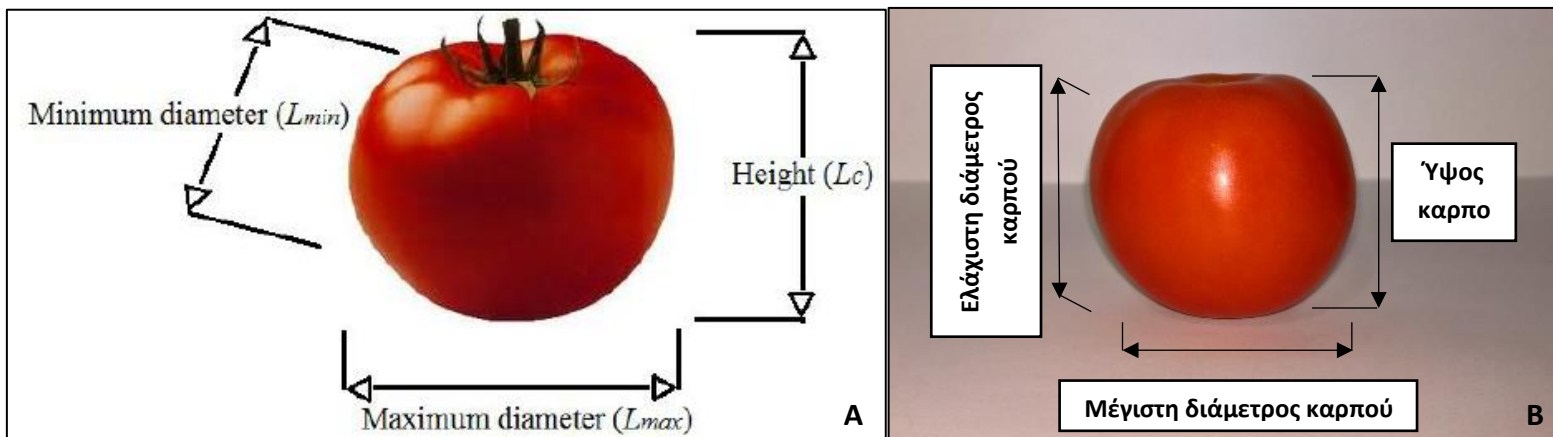 Minimum diameter (Lmin)
Height (Lc)
Maximum diameter (Lmax)
A
Ελάχιστη διάμετρος
καρπού
Ύψος
καρπο
Μέγιστη διάμετρος καρπού
B